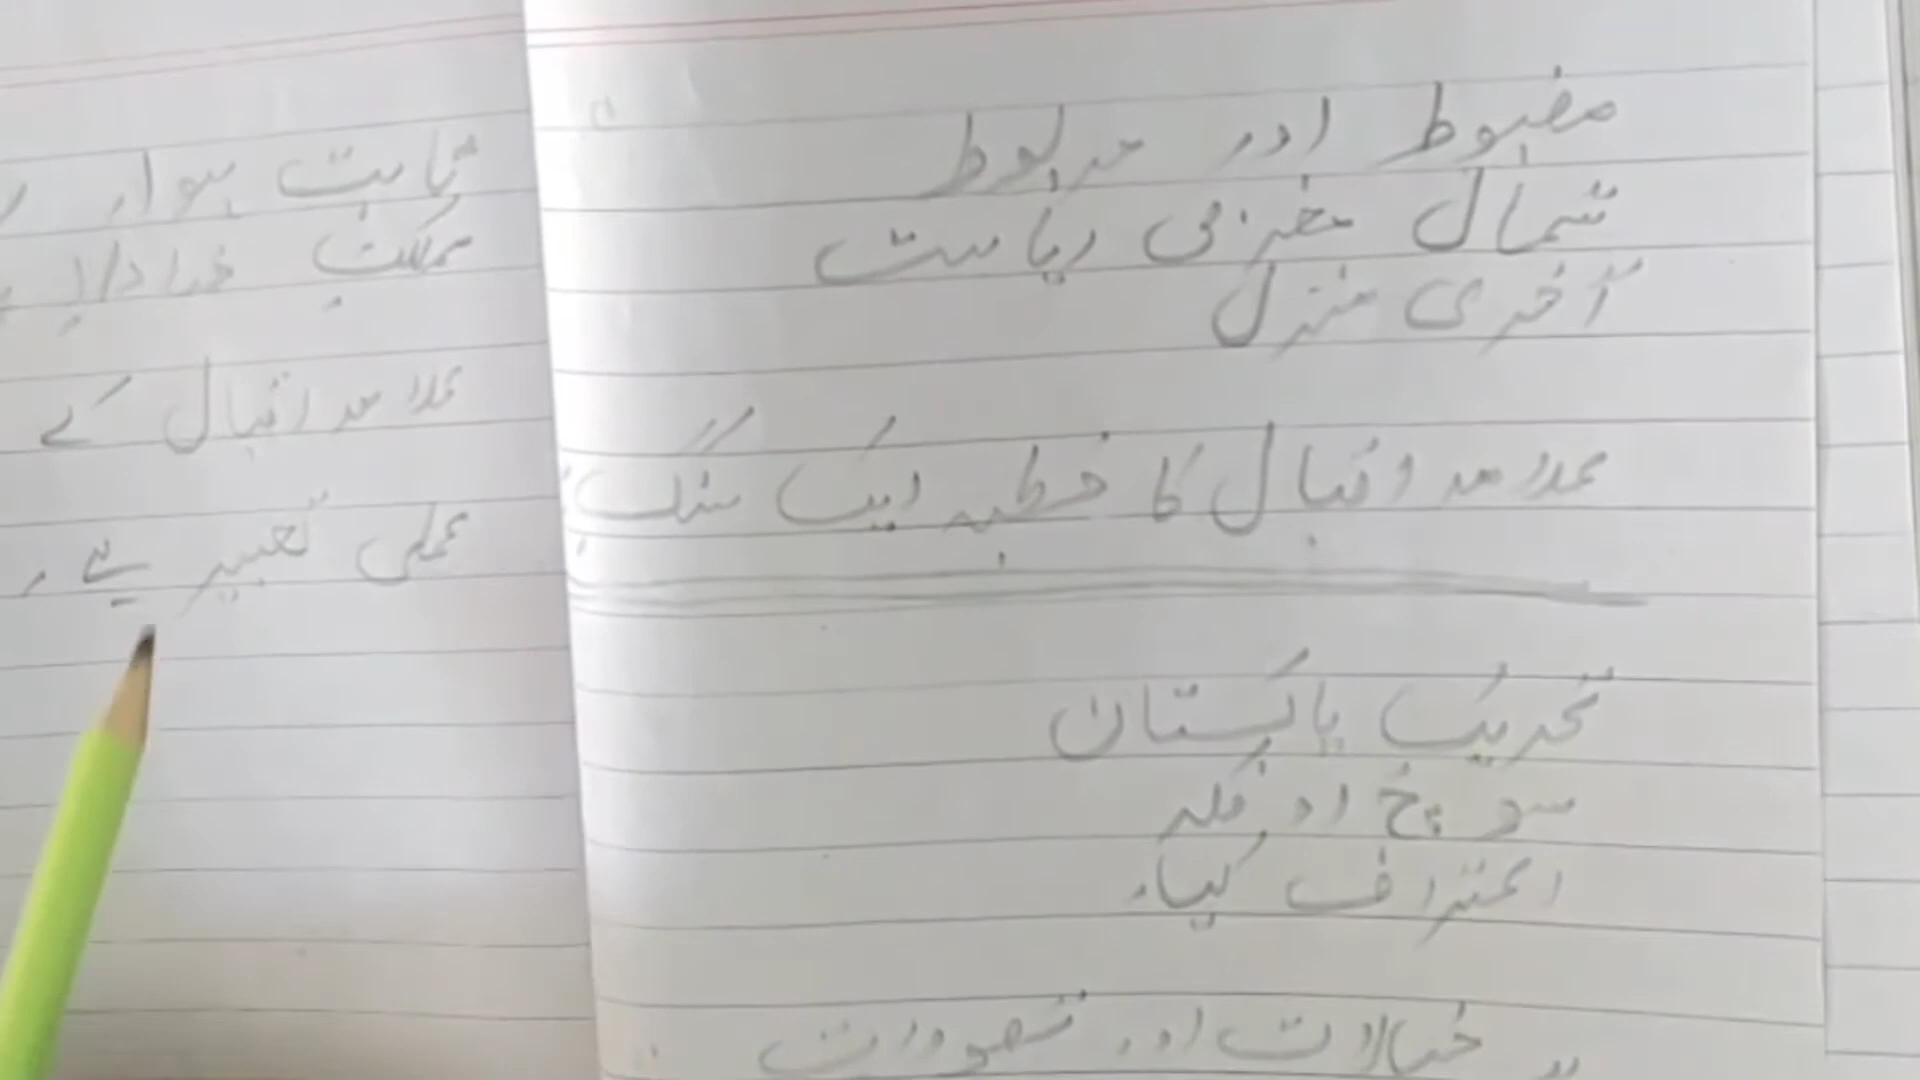 مضبوط اور مربوط
شمال مغربی ریاست
آخری منزل
علامہ اقبال کا خطبہ ایک سنگِ
تحریک پاکستان
سوچ اور فکر
اعتراف کیا۔
خیالات اور تصورات
ثابت ہوا۔
مملکتِ خداداد
علامہ اقبال کے
عملی تعبیر ہے۔